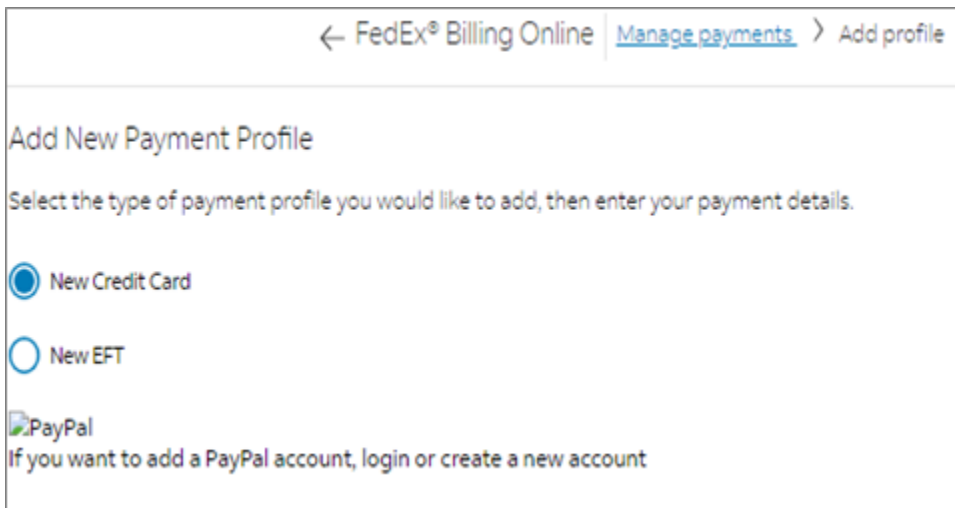 ← FedEx® Billing Online Manage payments > Add profile
Add New Payment Profile
Select the type of payment profile you would like to add, then enter your payment details.
New Credit Card
New EFT
PayPal
If you want to add a PayPal account, login or create a new account